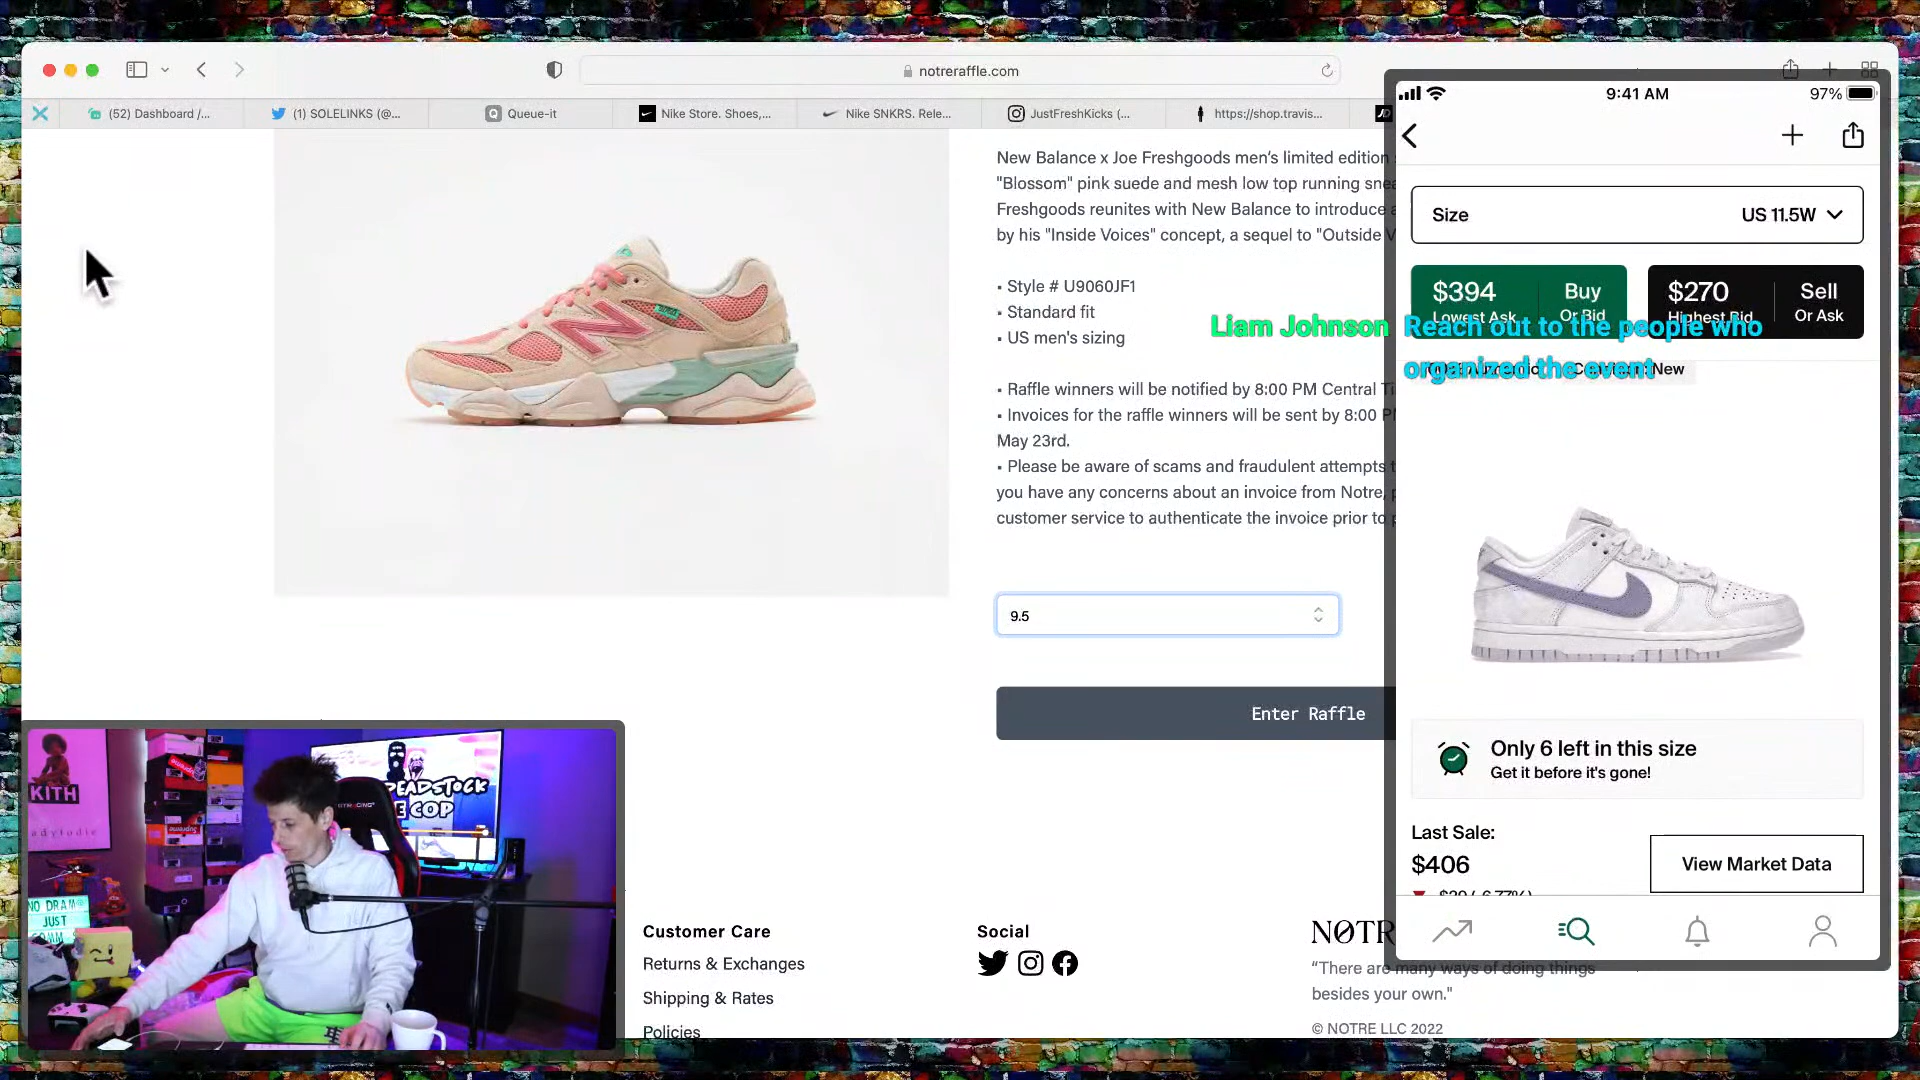 notreraffle.com
(52) Dashboard /...
(1) SOLELINKS (@...
Queue-it
Nike Store. Shoes,...
Nike SNKRS. Rele...
JustFreshKicks (...
https://shop.travis...
New Balance x Joe Freshgoods men's limited edition
"Blossom" pink suede and mesh low top running
Freshgoods reunites with New Balance to introduce
by his "Inside Voices" concept, a sequel to "Outside
• Style # U9060JF1
• Standard fit
• US men's sizing
• Raffle winners will be notified by 8:00 PM Central
• Invoices for the raffle winners will be sent by 8:00
May 23rd.
• Please be aware of scams and fraudulent attempts
you have any concerns about an invoice from Notre,
customer service to authenticate the invoice prior to
9.5
Enter Raffle
Customer Care
Returns & Exchanges
Shipping & Rates
Policies
Social
NØTR
"There are many ways of doing things
besides your own."
© NOTRE LLC 2022
9:41 AM
97%
Size
US 11.5W
$394
Lowest Ask
Buy
Or Bid
$270
Highest Bid
Sell
Or Ask
Liam Johnson Reach out to the people who
organized the event
New
Only 6 left in this size
Get it before it's gone!
Last Sale:
$406
View Market Data
KITH
NO DRAM
JUST
COP